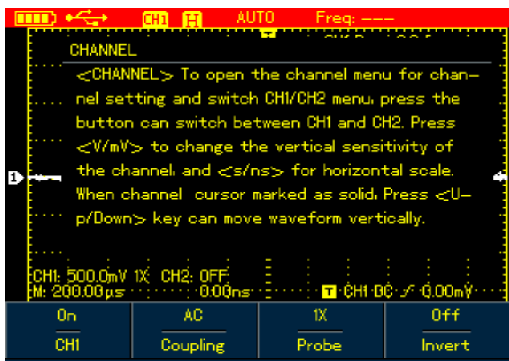 CH1 H AUTO Freq: ---
CHANNEL
<CHANNEL> To open the channel menu for chan-
nel setting and switch CH1/CH2 menu, press the
button can switch between CH1 and CH2. Press
<V/mV> to change the vertical sensitivity of
the channel, and <s/ns> for horizontal scale.
When channel cursor marked as solid, Press <U-
p/Down> key can move waveform vertically.
1
CH1: 500.0mV 1X CH2: OFF
M: 200.00μs 0.00ns T CH1 DC 0.00mV
On AC 1X Off
CH1 Coupling Probe Invert